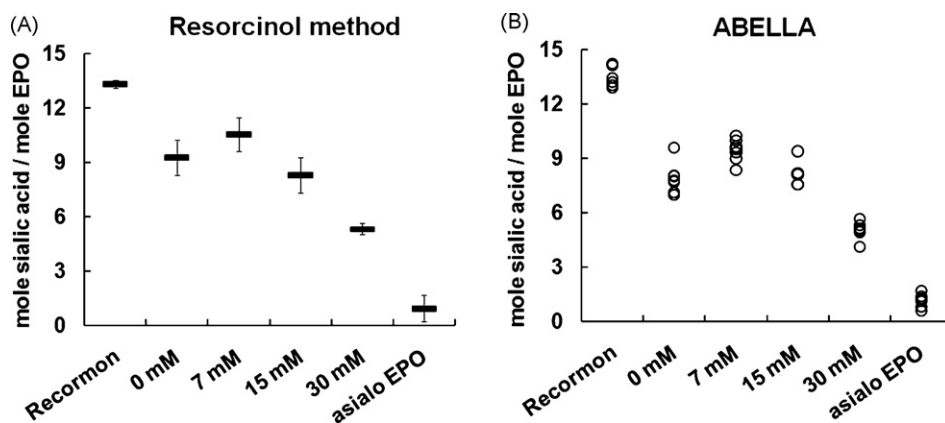 (A)
Resorcinol method
mole sialic acid / mole EPO
15
12
9
6
3
0
Recormon
0 mM
7 mM
15 mM
30 mM
asialo EPO
(B)
ABELLA
mole sialic acid / mole EPO
15
12
9
6
3
0
Recormon
0 mM
7 mM
15 mM
30 mM
asialo EPO